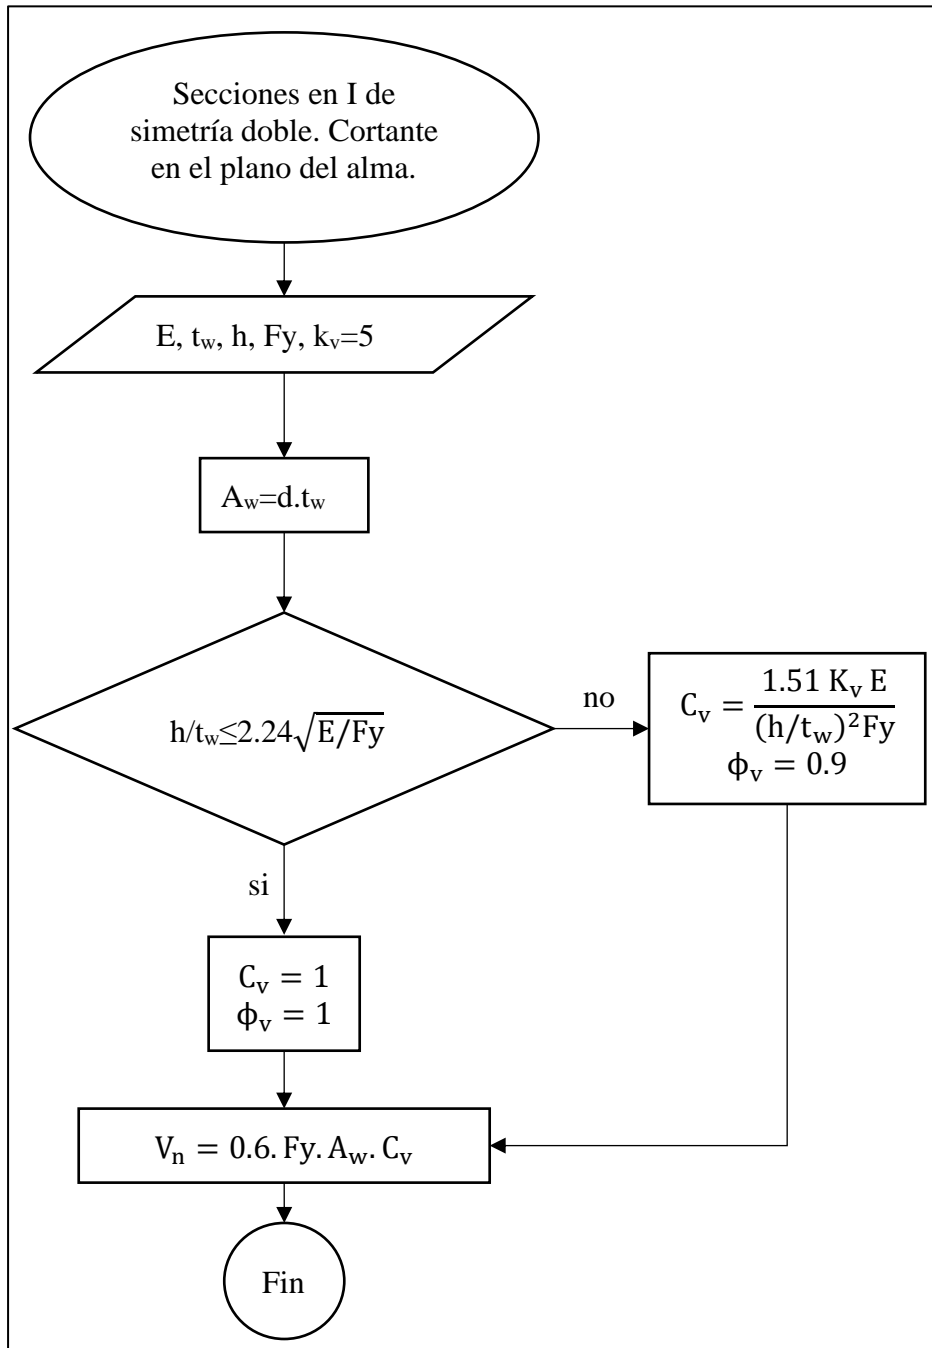 Secciones en I de
simetría doble. Cortante
en el plano del alma.
E, tw, h, Fy, kv=5
Aw=d.tw
h/tw≤2.24√E/Fy
no
Cv = 1.51 Kv E / (h/tw)²Fy
ϕv = 0.9
si
Cv = 1
ϕv = 1
Vn = 0.6. Fy. Aw. Cv
Fin